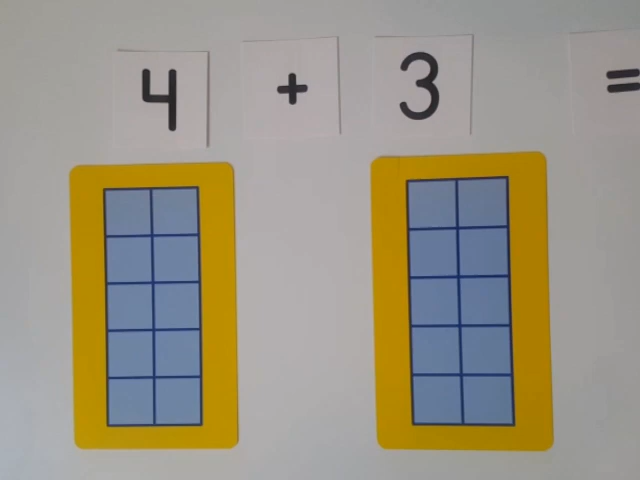 4 + 3 =